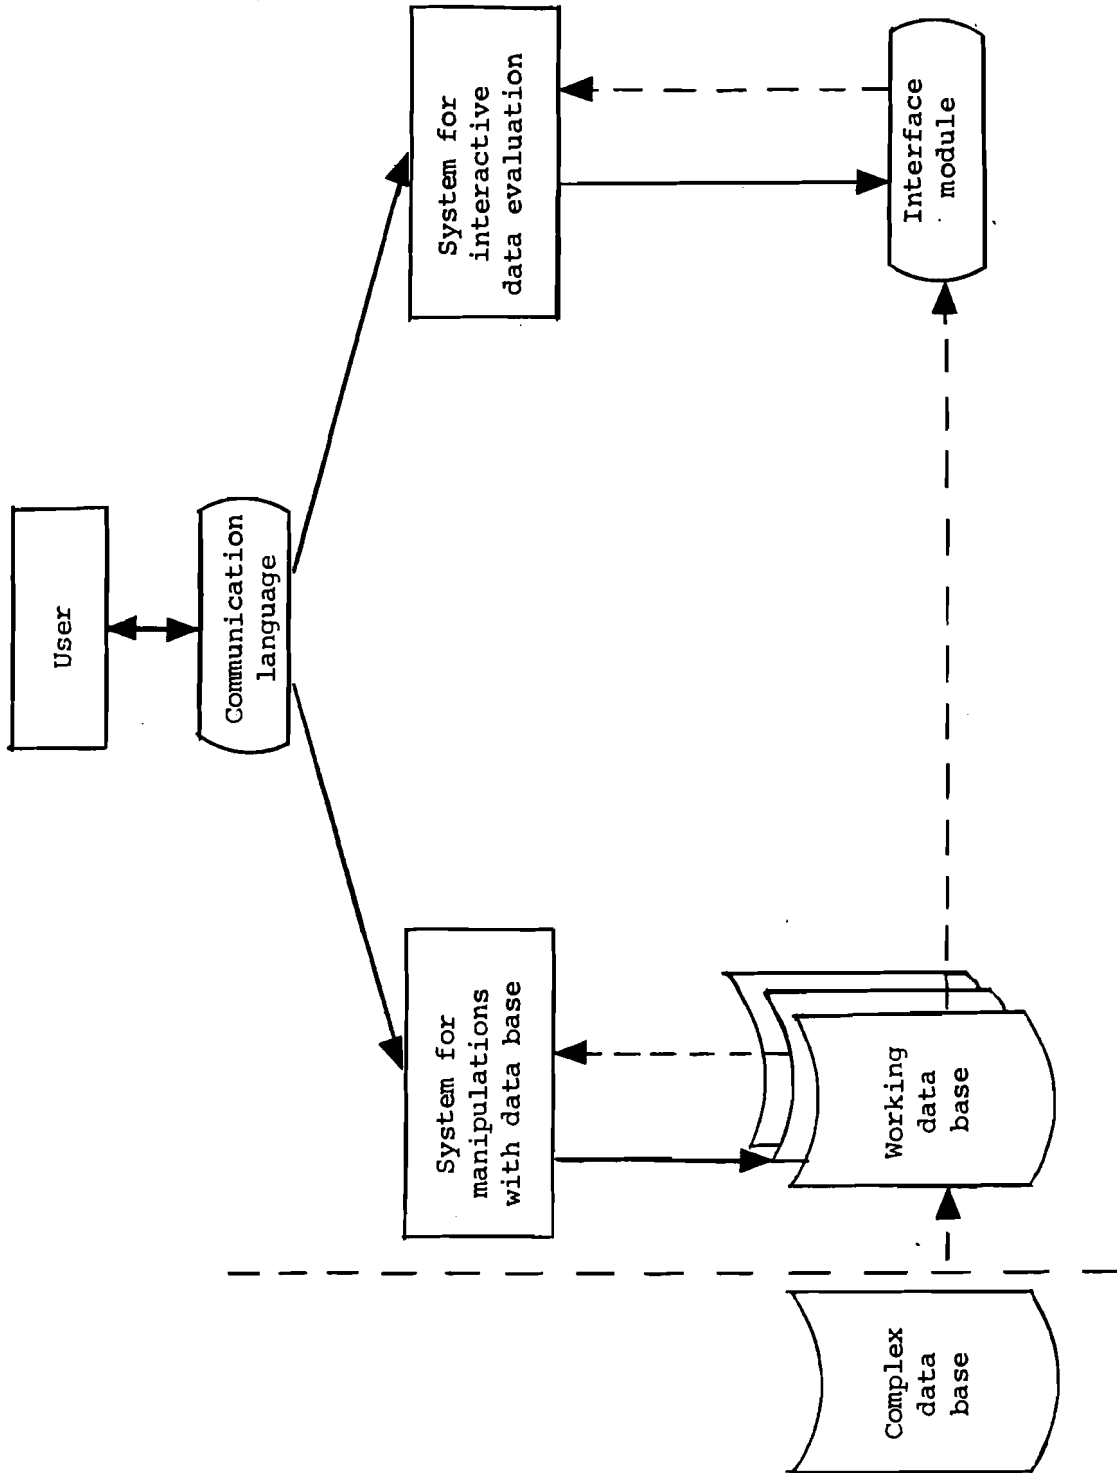 User
Communication
language
System for
manipulations
with data base
System for
interactive
data evaluation
Complex
data
base
Working
data
base
Interface
module